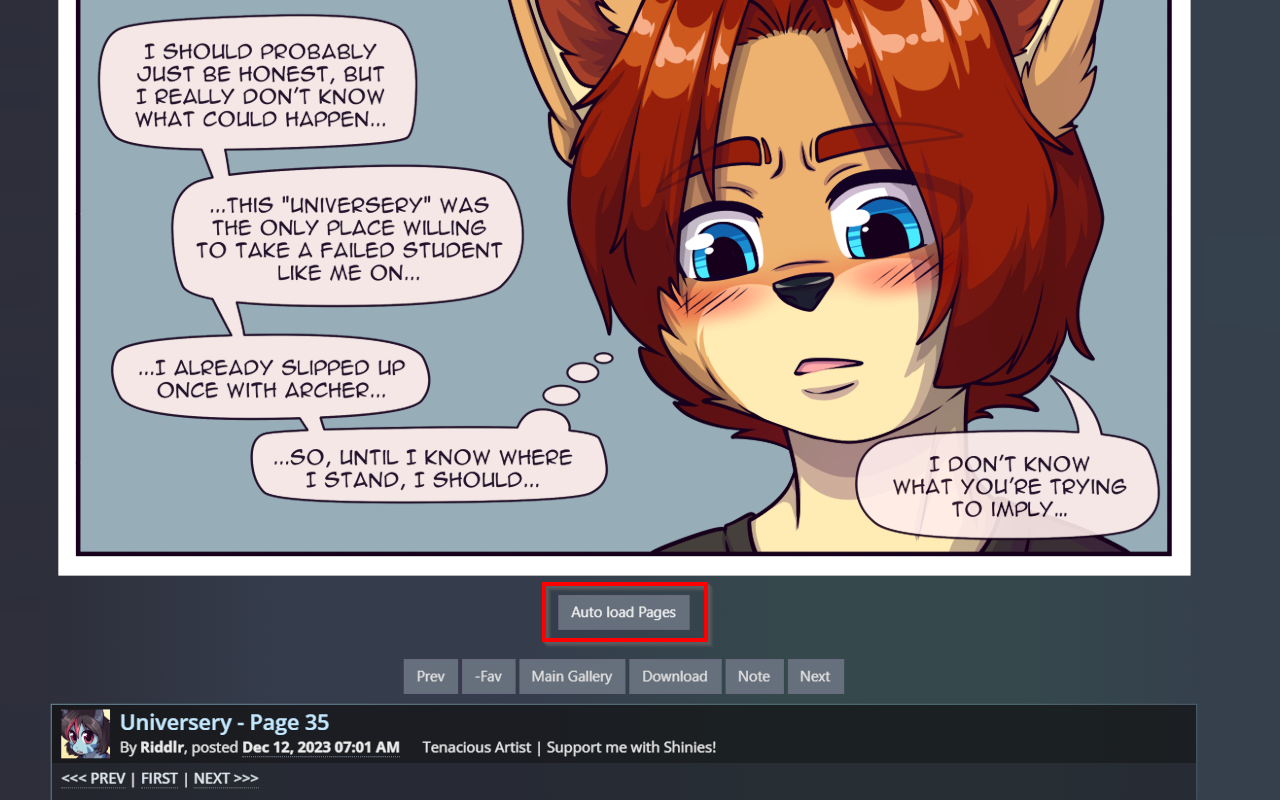 I SHOULD PROBABLY
JUST BE HONEST, BUT
I REALLY DON'T KNOW
WHAT COULD HAPPEN...
...THIS "UNIVERSERY" WAS
THE ONLY PLACE WILLING
TO TAKE A FAILED STUDENT
LIKE ME ON...
...I ALREADY SLIPPED UP
ONCE WITH ARCHER...
...SO, UNTIL I KNOW WHERE
I STAND, I SHOULD...
I DON'T KNOW
WHAT YOU'RE TRYING
TO IMPLY...
Auto load Pages
Prev -Fav Main Gallery Download Note Next
Universery - Page 35
By Riddlr, posted Dec 12, 2023 07:01 AM Tenacious Artist | Support me with Shinies!
<<< PREV | FIRST | NEXT >>>